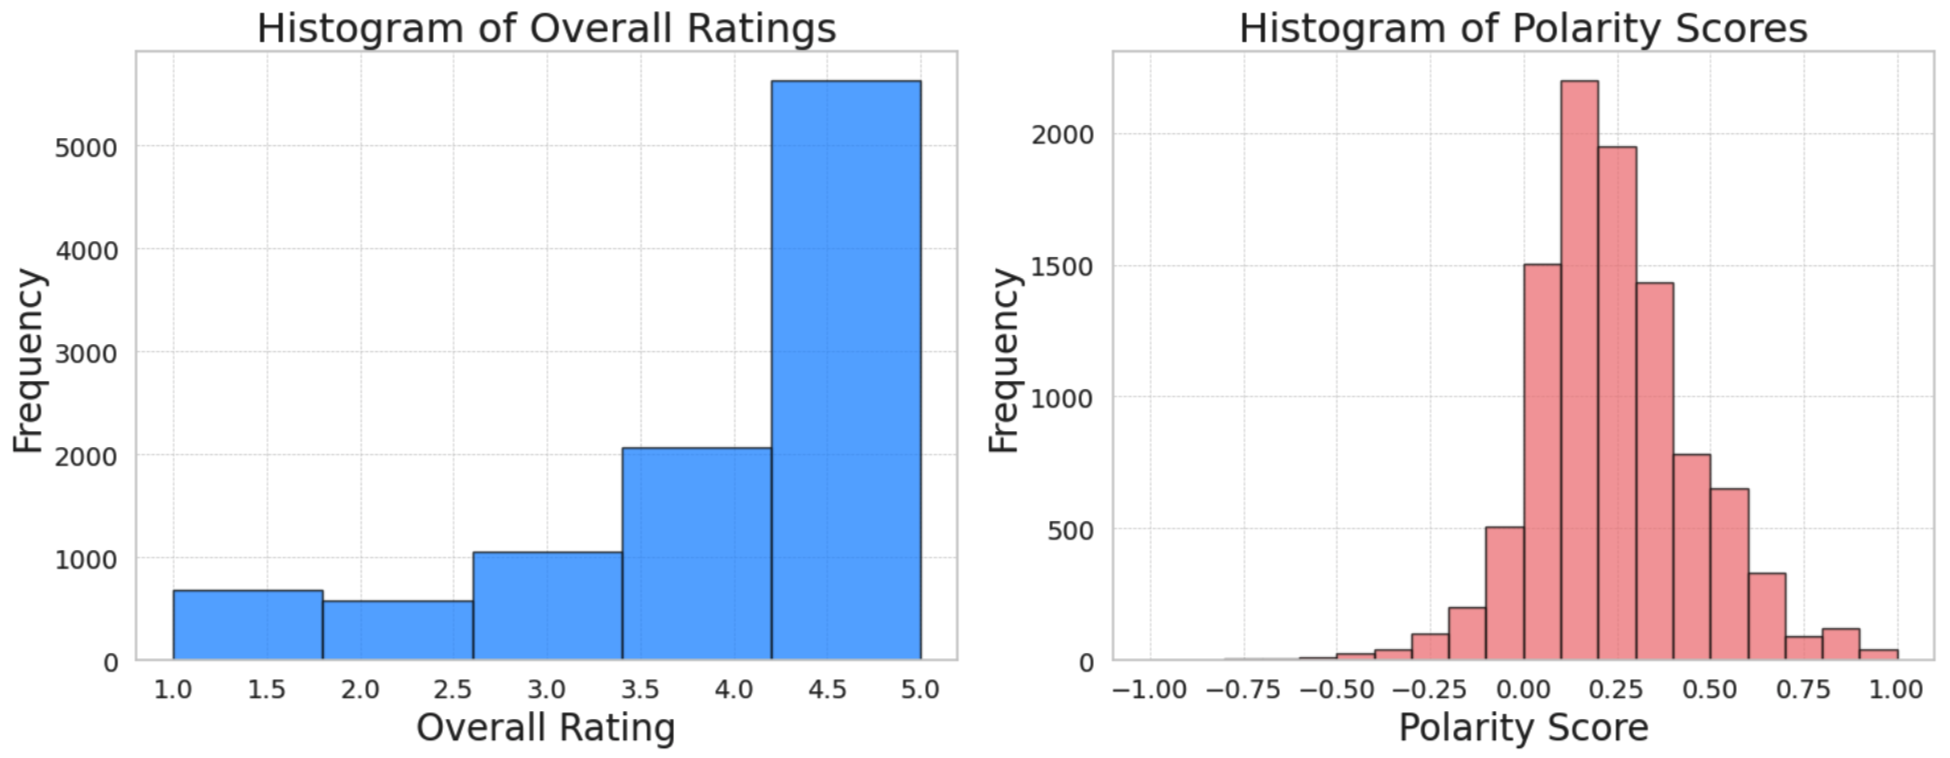 Histogram of Overall Ratings
5000
4000
3000
2000
1000
0
Frequency
1.0 1.5 2.0 2.5 3.0 3.5 4.0 4.5 5.0
Overall Rating
Histogram of Polarity Scores
2000
1500
1000
500
0
Frequency
−1.00 −0.75 −0.50 −0.25 0.00 0.25 0.50 0.75 1.00
Polarity Score